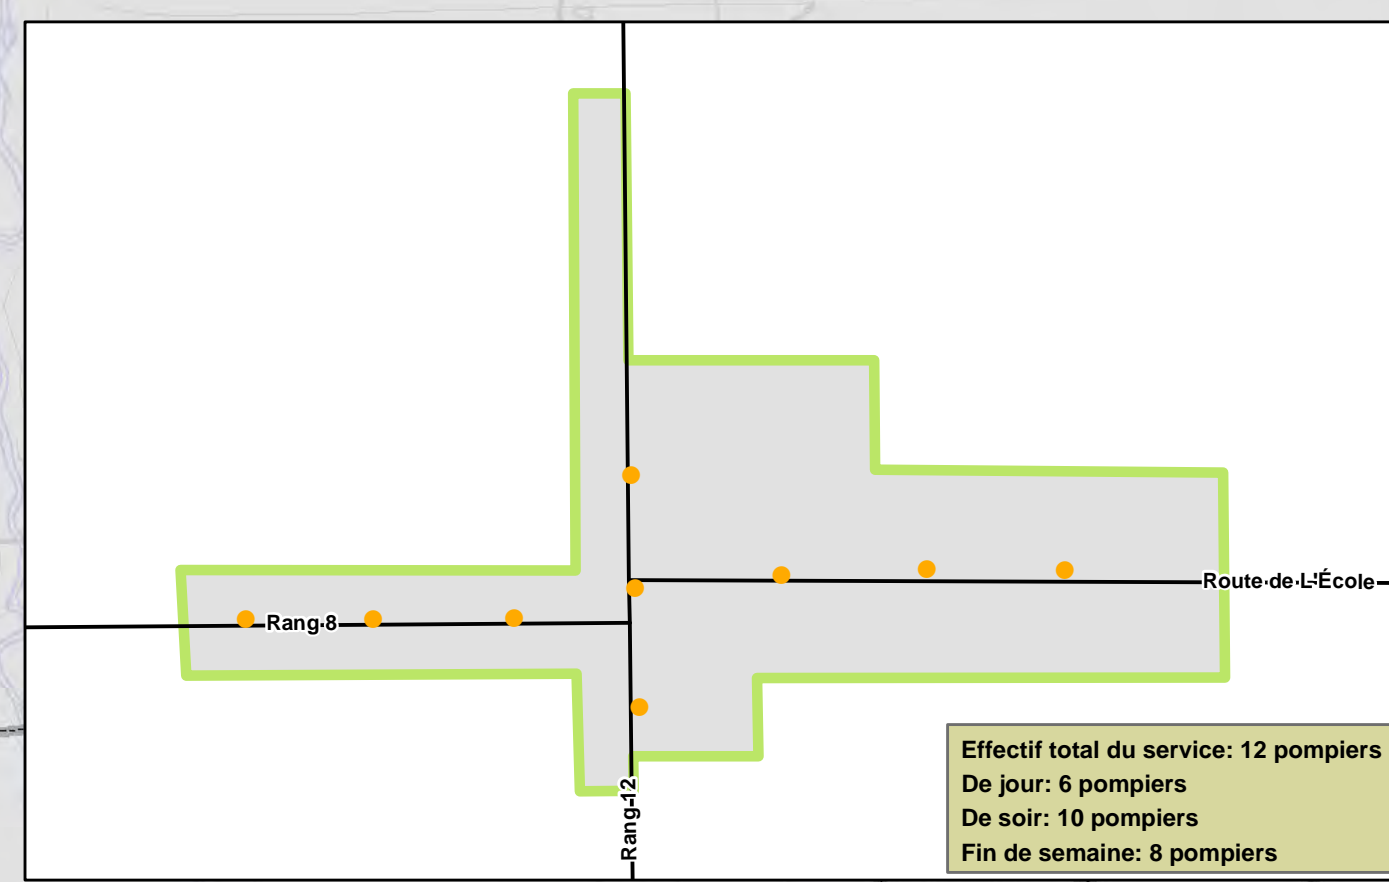 Route de L'École
Rang 8
Rang 12
Effectif total du service: 12 pompiers
De jour: 6 pompiers
De soir: 10 pompiers
Fin de semaine: 8 pompiers